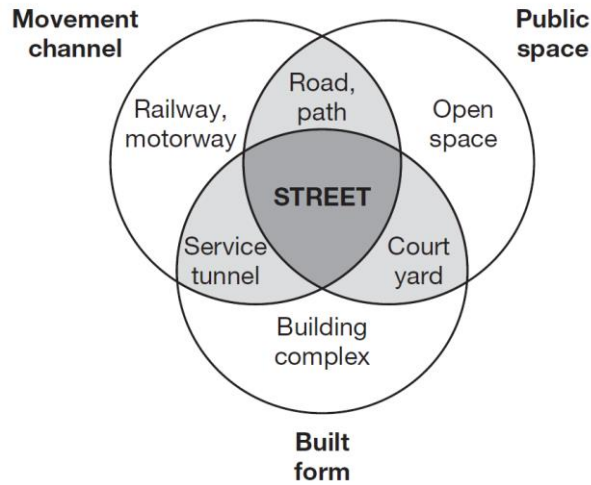 Movement
channel
Public
space
Road,
path
Railway,
motorway
Open
space
STREET
Service
tunnel
Court
yard
Building
complex
Built
form